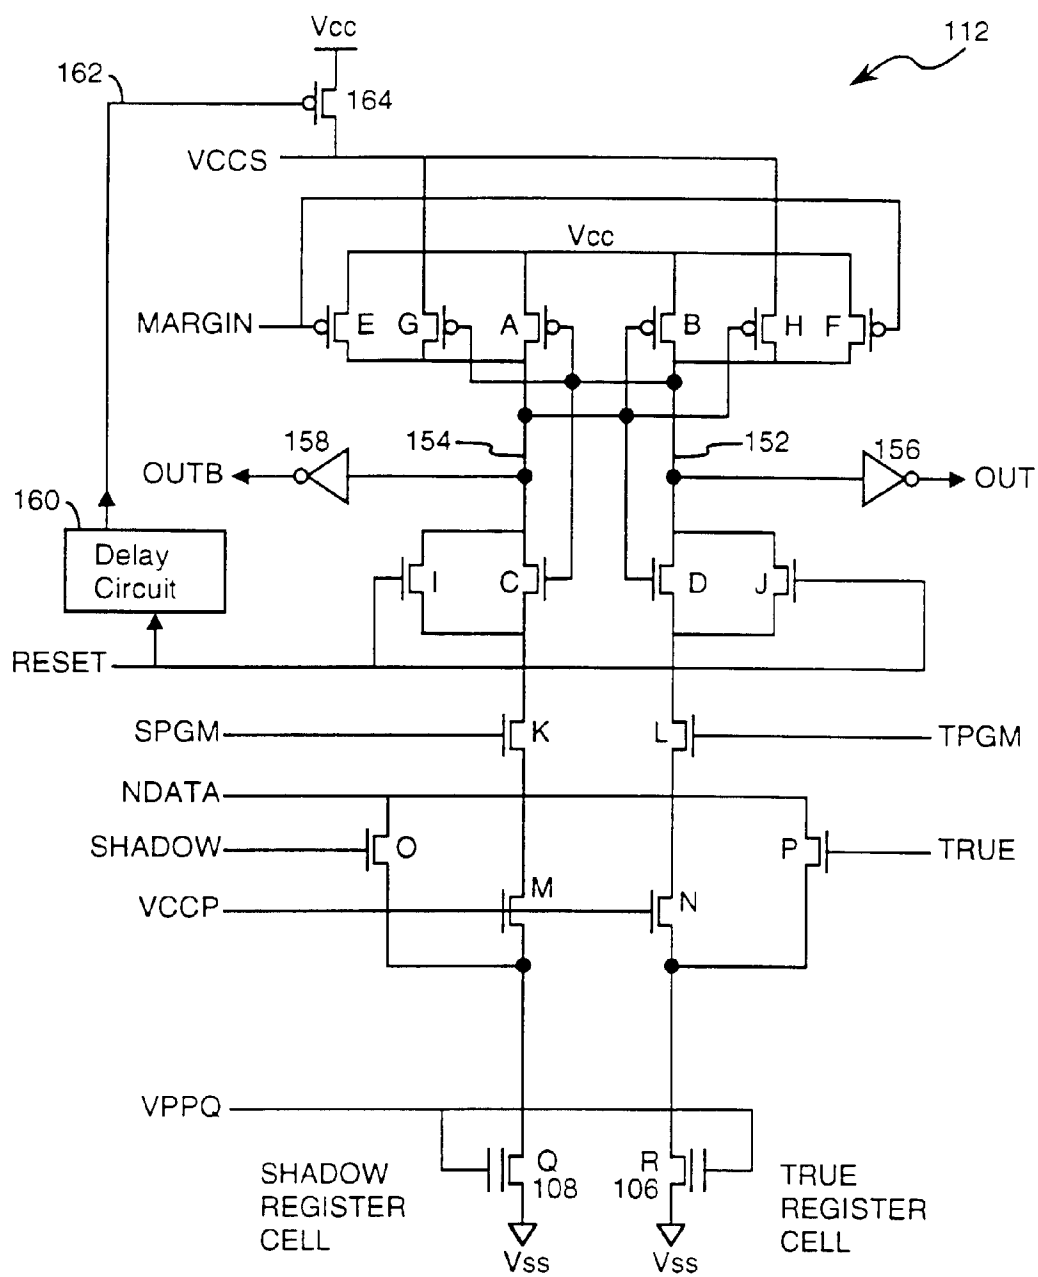 Vcc
112
162
164
VCCS
Vcc
MARGIN
E
G
A
B
H
F
158
154
152
156
OUTB
OUT
160
Delay
Circuit
I
C
D
J
RESET
SPGM
K
L
TPGM
NDATA
SHADOW
O
P
TRUE
M
VCCP
N
VPPQ
SHADOW
REGISTER
CELL
Q
108
R
106
TRUE
REGISTER
CELL
Vss
Vss